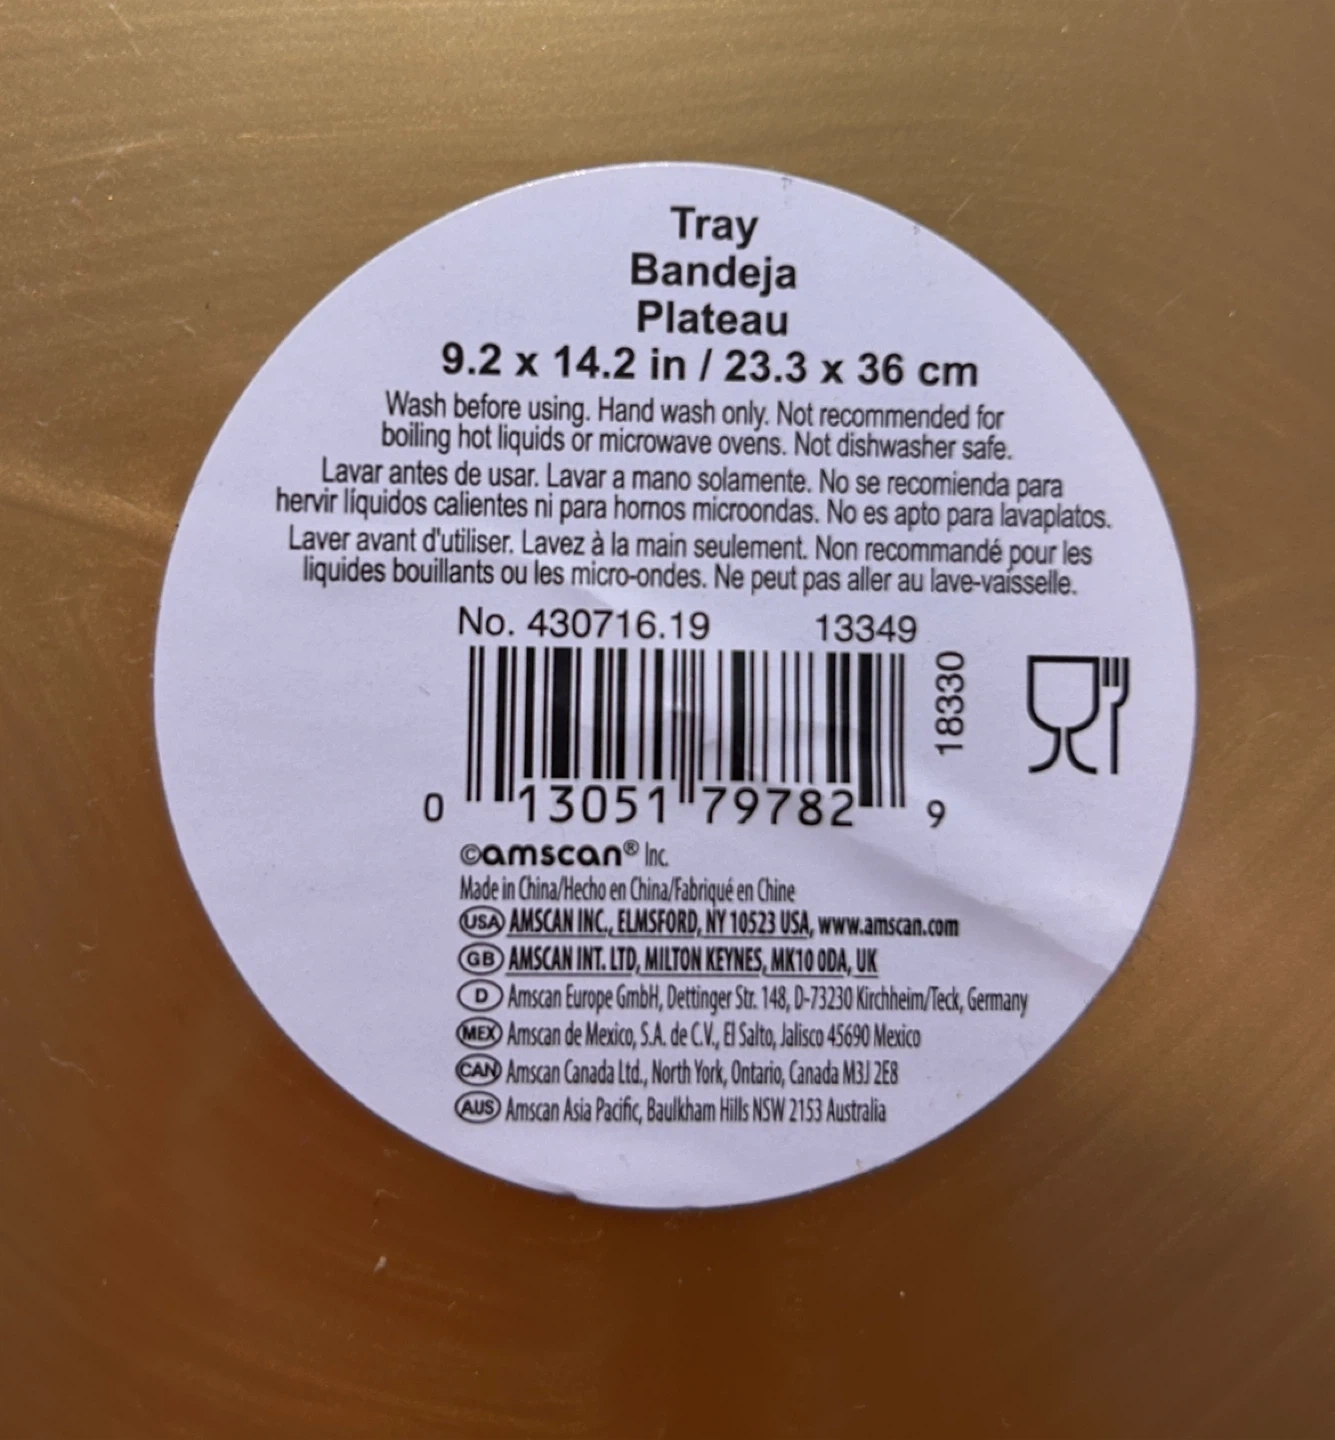 Tray
Bandeja
Plateau
9.2 x 14.2 in / 23.3 x 36 cm
Wash before using. Hand wash only. Not recommended for
boiling hot liquids or microwave ovens. Not dishwasher safe.
Lavar antes de usar. Lavar a mano solamente. No se recomienda para
hervir líquidos calientes ni para hornos microondas. No es apto para lavaplatos.
Laver avant d'utiliser. Lavez à la main seulement. Non recommandé pour les
liquides bouillants ou les micro-ondes. Ne peut pas aller au lave-vaisselle.
No. 430716.19 13349
18330
0 13051 79782 9
©amscan® Inc.
Made in China/Hecho en China/Fabriqué en Chine
USA AMSCAN INC., ELMSFORD, NY 10523 USA, www.amscan.com
GB AMSCAN INT. LTD, MILTON KEYNES, MK10 0DA, UK
D Amscan Europe GmbH, Dettinger Str. 148, D-73230 Kirchheim/Teck, Germany
MEX Amscan de Mexico, S.A. de C.V., El Salto, Jalisco 45690 Mexico
CAN Amscan Canada Ltd., North York, Ontario, Canada M3J 2E8
AUS Amscan Asia Pacific, Baulkham Hills NSW 2153 Australia